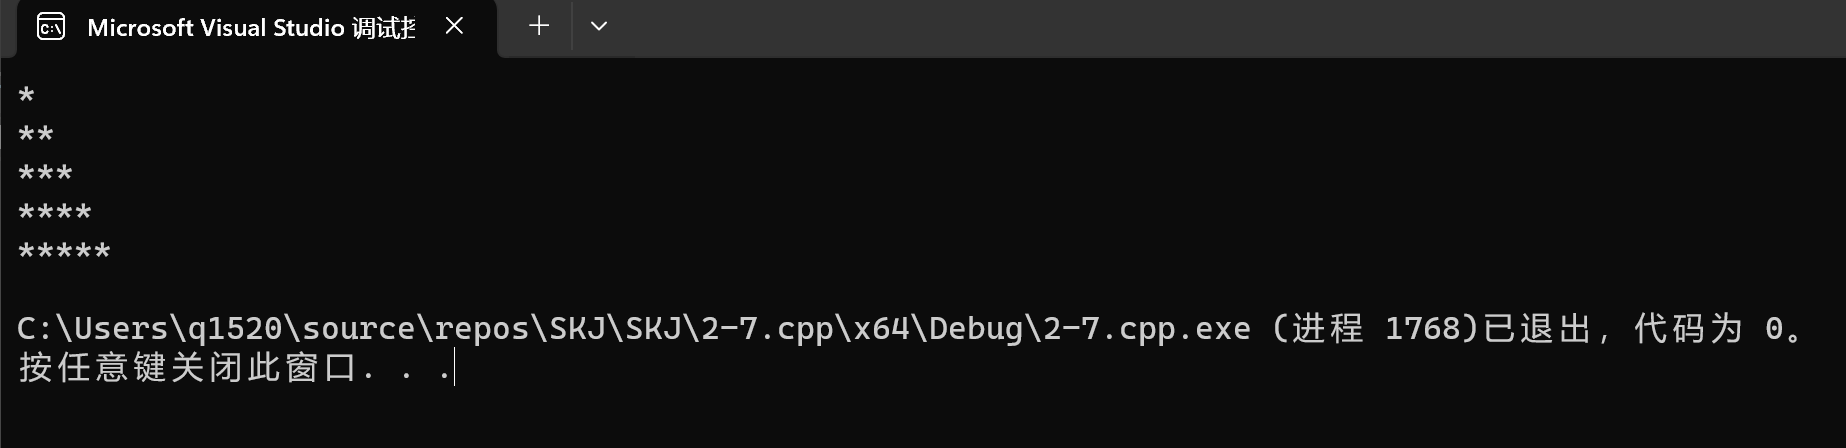 Microsoft Visual Studio 调试
*
**
***
****
*****
C:\Users\q1520\source\repos\SKJ\SKJ\2-7.cpp\x64\Debug\2-7.cpp.exe (进程 1768)已退出，代码为 0。
按任意键关闭此窗口. . .